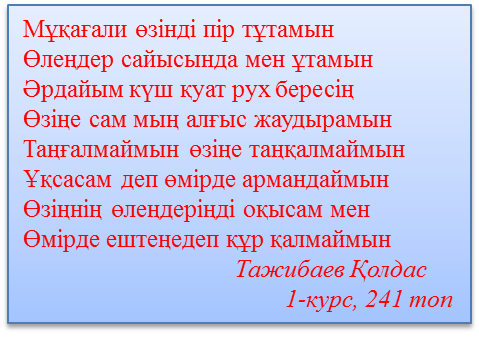 Мұқағали өзінді пір тұтамын
Өлеңдер сайысында мен ұтамын
Әрдайым күш қуат рух бересің
Өзіңе сам мың алғыс жаудырамын
Таңғалмаймын өзіңе таңқалмаймын
Ұқсасам деп өмірде армандаймын
Өзіңнің өлеңдеріңді оқысам мен
Өмірде ештеңедеп құр қалмаймын
Тажибаев Қолдас
1-курс, 241 топ